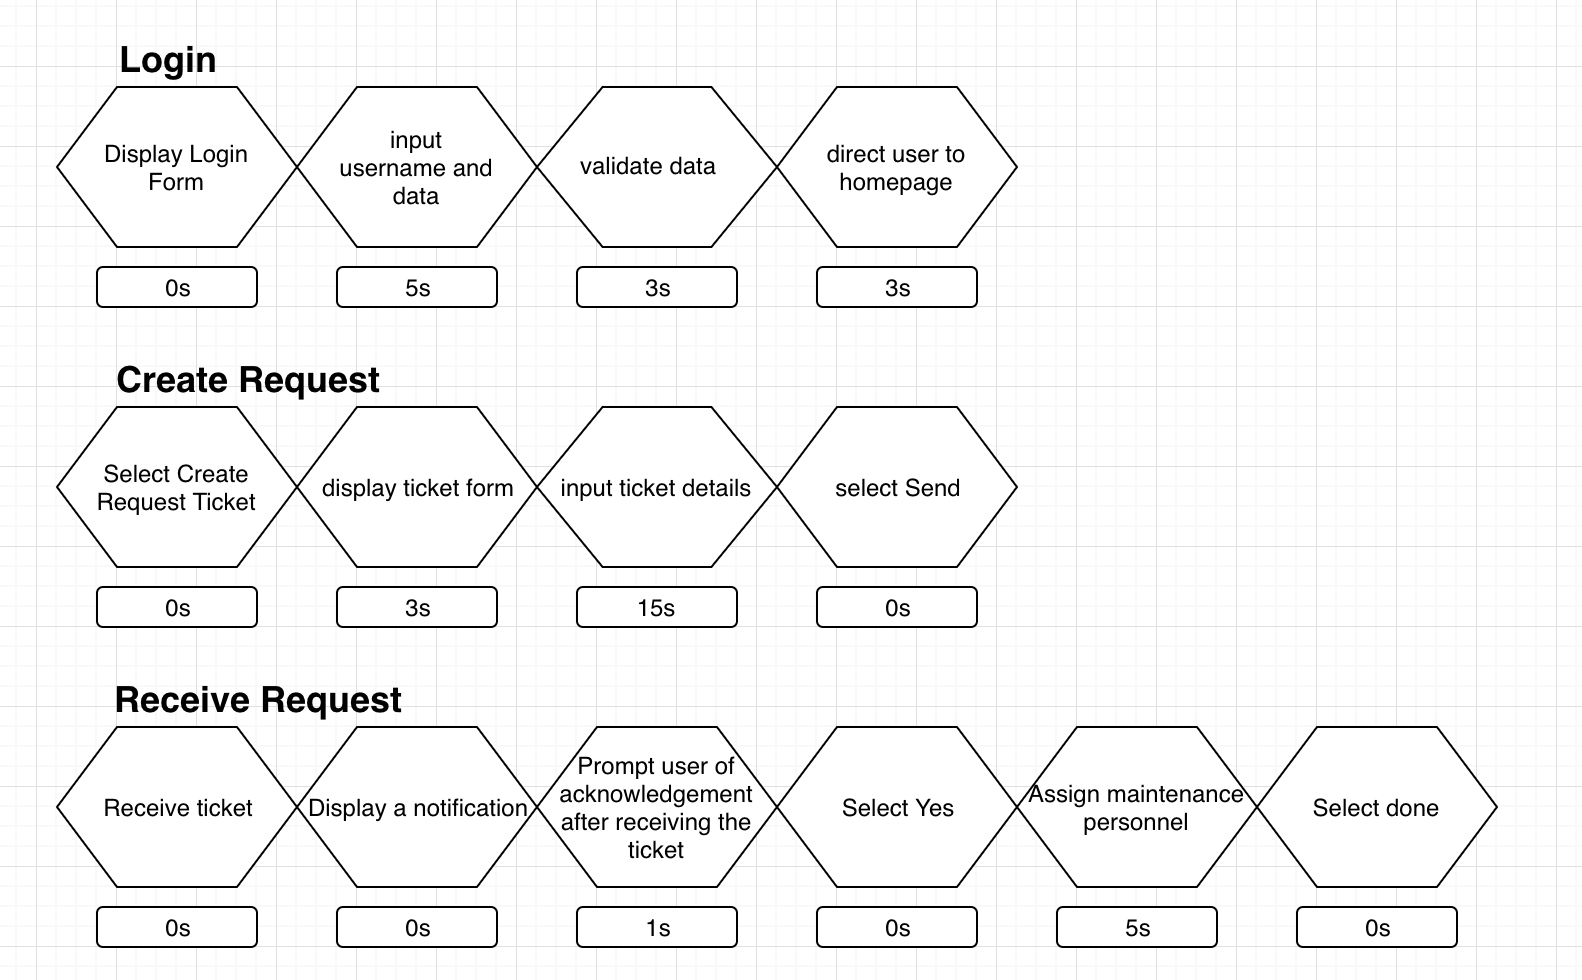 Login
Display Login
Form
input
username and
data
validate data
direct user to
homepage
0s
5s
3s
3s
Create Request
Select Create
Request Ticket
display ticket form
input ticket details
select Send
0s
3s
15s
0s
Receive Request
Receive ticket
Display a notification
Prompt user of
acknowledgement
after receiving the
ticket
Select Yes
Assign maintenance
personnel
Select done
0s
0s
1s
0s
5s
0s